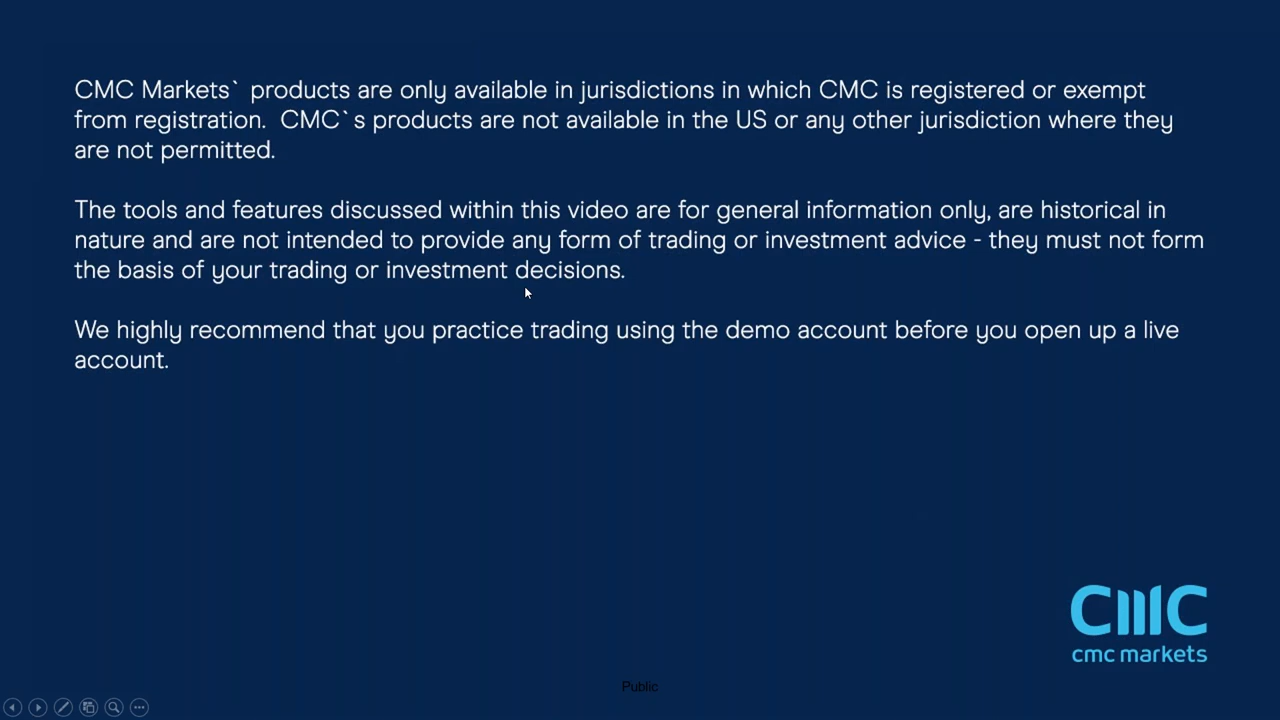 CMC Markets` products are only available in jurisdictions in which CMC is registered or exempt
from registration.  CMC`s products are not available in the US or any other jurisdiction where they
are not permitted.
The tools and features discussed within this video are for general information only, are historical in
nature and are not intended to provide any form of trading or investment advice - they must not form
the basis of your trading or investment decisions.
We highly recommend that you practice trading using the demo account before you open up a live
account.
CMC
cmc markets
Public